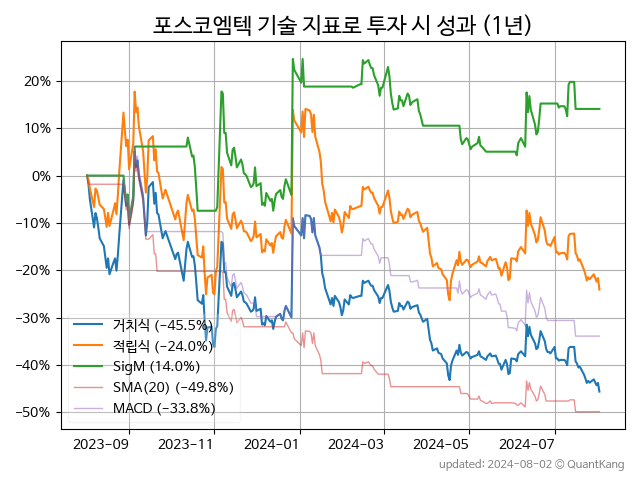 포스코엠텍 기술 지표로 투자 시 성과 (1년)
20%
10%
0%
−10%
−20%
−30%
−40%
−50%
거치식 (−45.5%)
적립식 (−24.0%)
SigM (14.0%)
SMA(20) (−49.8%)
MACD (−33.8%)
2023−09
2023−11
2024−01
2024−03
2024−05
2024−07
updated: 2024-08-02 © QuantKang